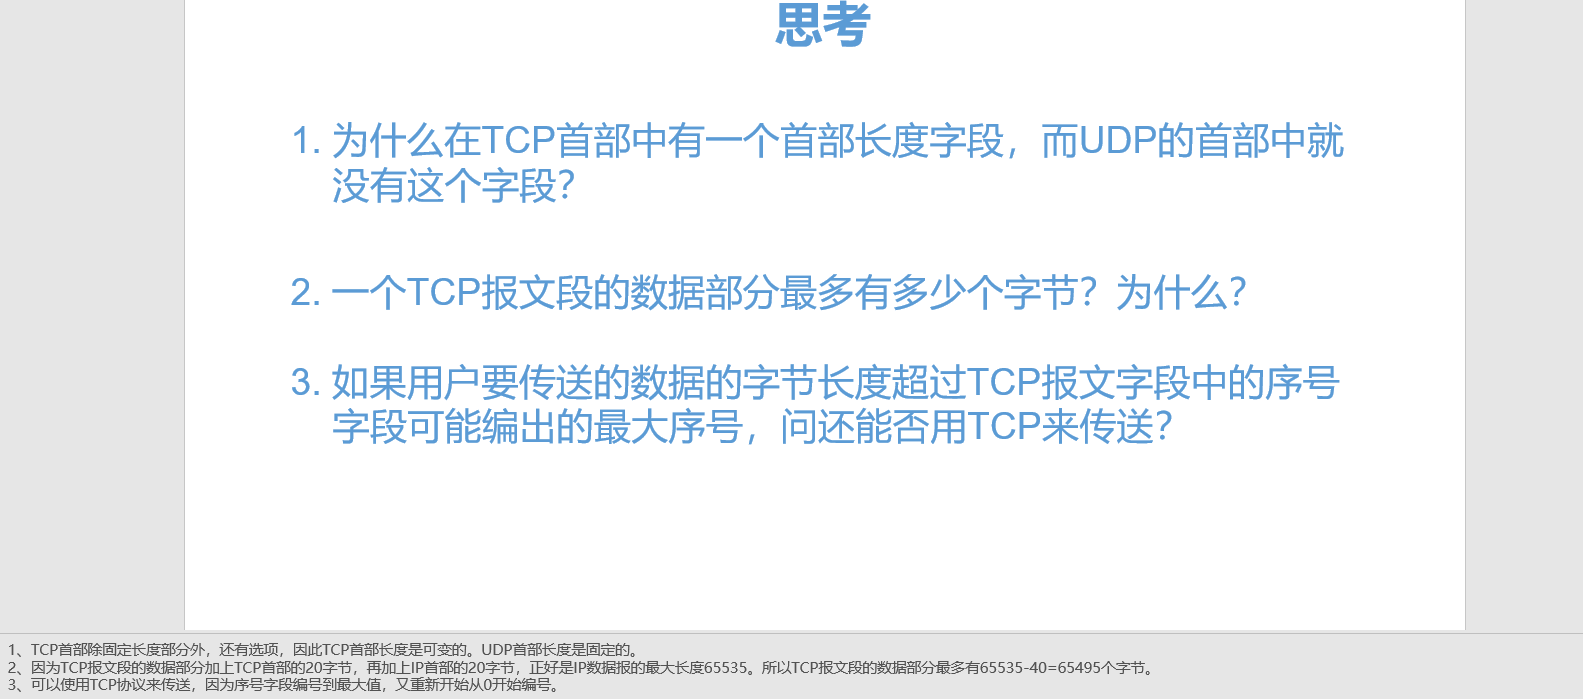 思考
1. 为什么在TCP首部中有一个首部长度字段，而UDP的首部中就
没有这个字段？
2. 一个TCP报文段的数据部分最多有多少个字节？为什么？
3. 如果用户要传送的数据的字节长度超过TCP报文字段中的序号
字段可能编出的最大序号，问还能否用TCP来传送？
1、TCP首部除固定长度部分外，还有选项，因此TCP首部长度是可变的。UDP首部长度是固定的。
2、因为TCP报文段的数据部分加上TCP首部的20字节，再加上IP首部的20字节，正好是IP数据报的最大长度65535。所以TCP报文段的数据部分最多有65535-40=65495个字节。
3、可以使用TCP协议来传送，因为序号字段编号到最大值，又重新开始从0开始编号。